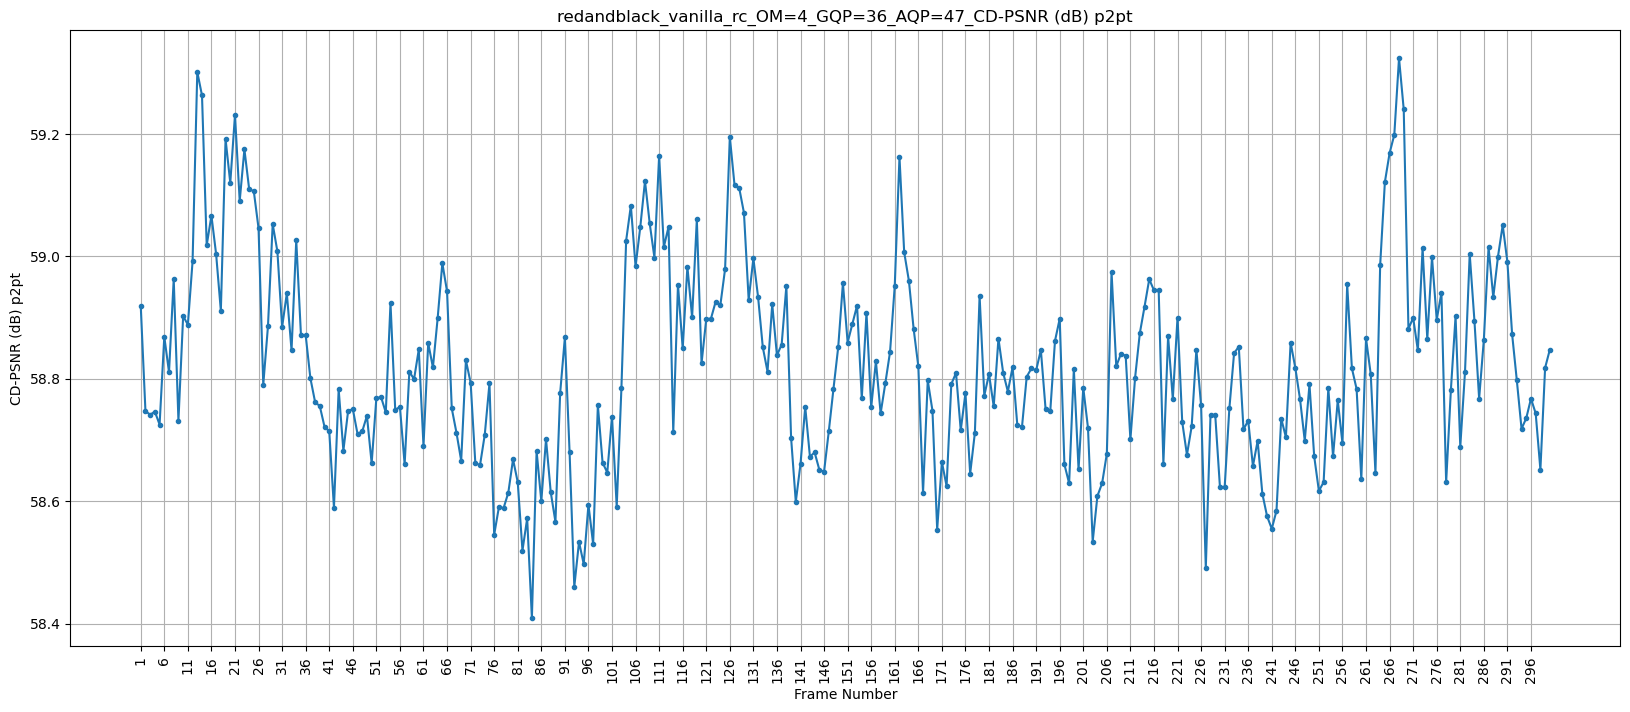 redandblack_vanilla_rc_OM=4_GQP=36_AQP=47_CD-PSNR (dB) p2pt
CD-PSNR (dB) p2pt
59.2
59.0
58.8
58.6
58.4
1 6 11 16 21 26 31 36 41 46 51 56 61 66 71 76 81 86 91 96 101 106 111 116 121 126 131 136 141 146 151 156 161 166 171 176 181 186 191 196 201 206 211 216 221 226 231 236 241 246 251 256 261 266 271 276 281 286 291 296
Frame Number